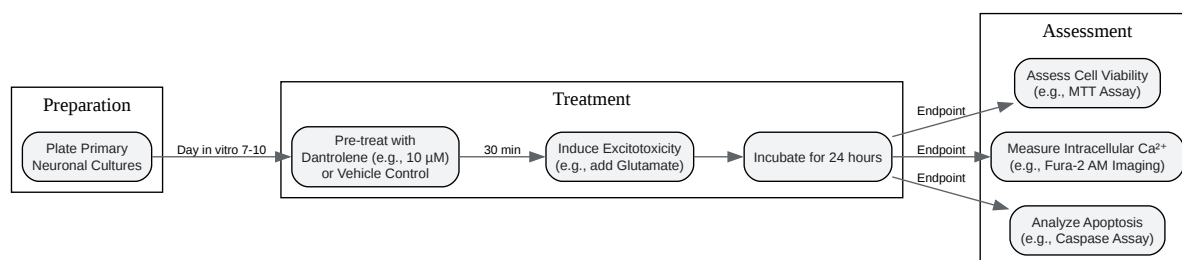 Preparation
Plate Primary
Neuronal Cultures
Day in vitro 7-10
Treatment
Pre-treat with
Dantrolene (e.g., 10 µM)
or Vehicle Control
30 min
Induce Excitotoxicity
(e.g., add Glutamate)
Incubate for 24 hours
Endpoint
Endpoint
Endpoint
Assessment
Assess Cell Viability
(e.g., MTT Assay)
Measure Intracellular Ca²⁺
(e.g., Fura-2 AM Imaging)
Analyze Apoptosis
(e.g., Caspase Assay)